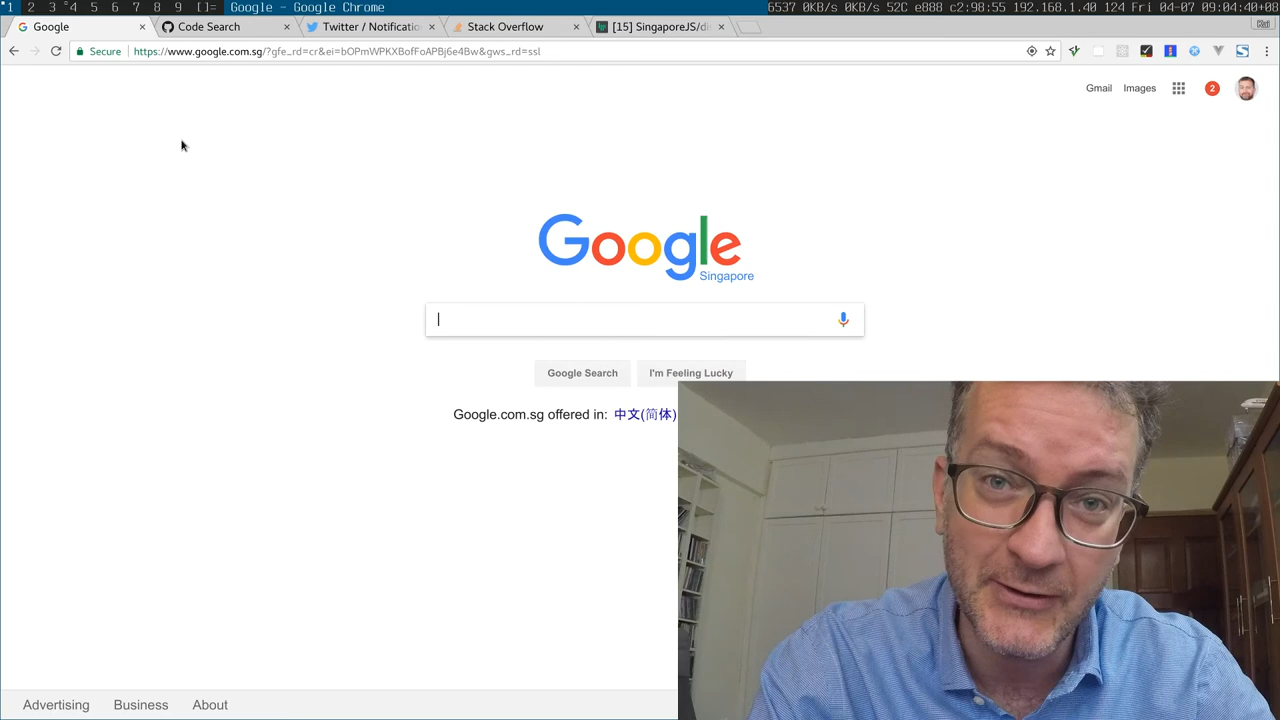 1 2 3 4 5 6 7 8 9 []= Google - Google Chrome 6537 0KB/s 0KB/s 52C e888 c2:98:55 192.168.1.40 124 Fri 04-07 09:04:40+08
Google Code Search Twitter / Notificatio Stack Overflow [15] SingaporeJS/di Kai
Secure https://www.google.com.sg/?gfe_rd=cr&ei=bOPmWPKXBofFoAPBj6e4Bw&gws_rd=ssl
Gmail Images 2
Google
Singapore
Google Search I'm Feeling Lucky
Google.com.sg offered in: 中文(简体)
Advertising Business About